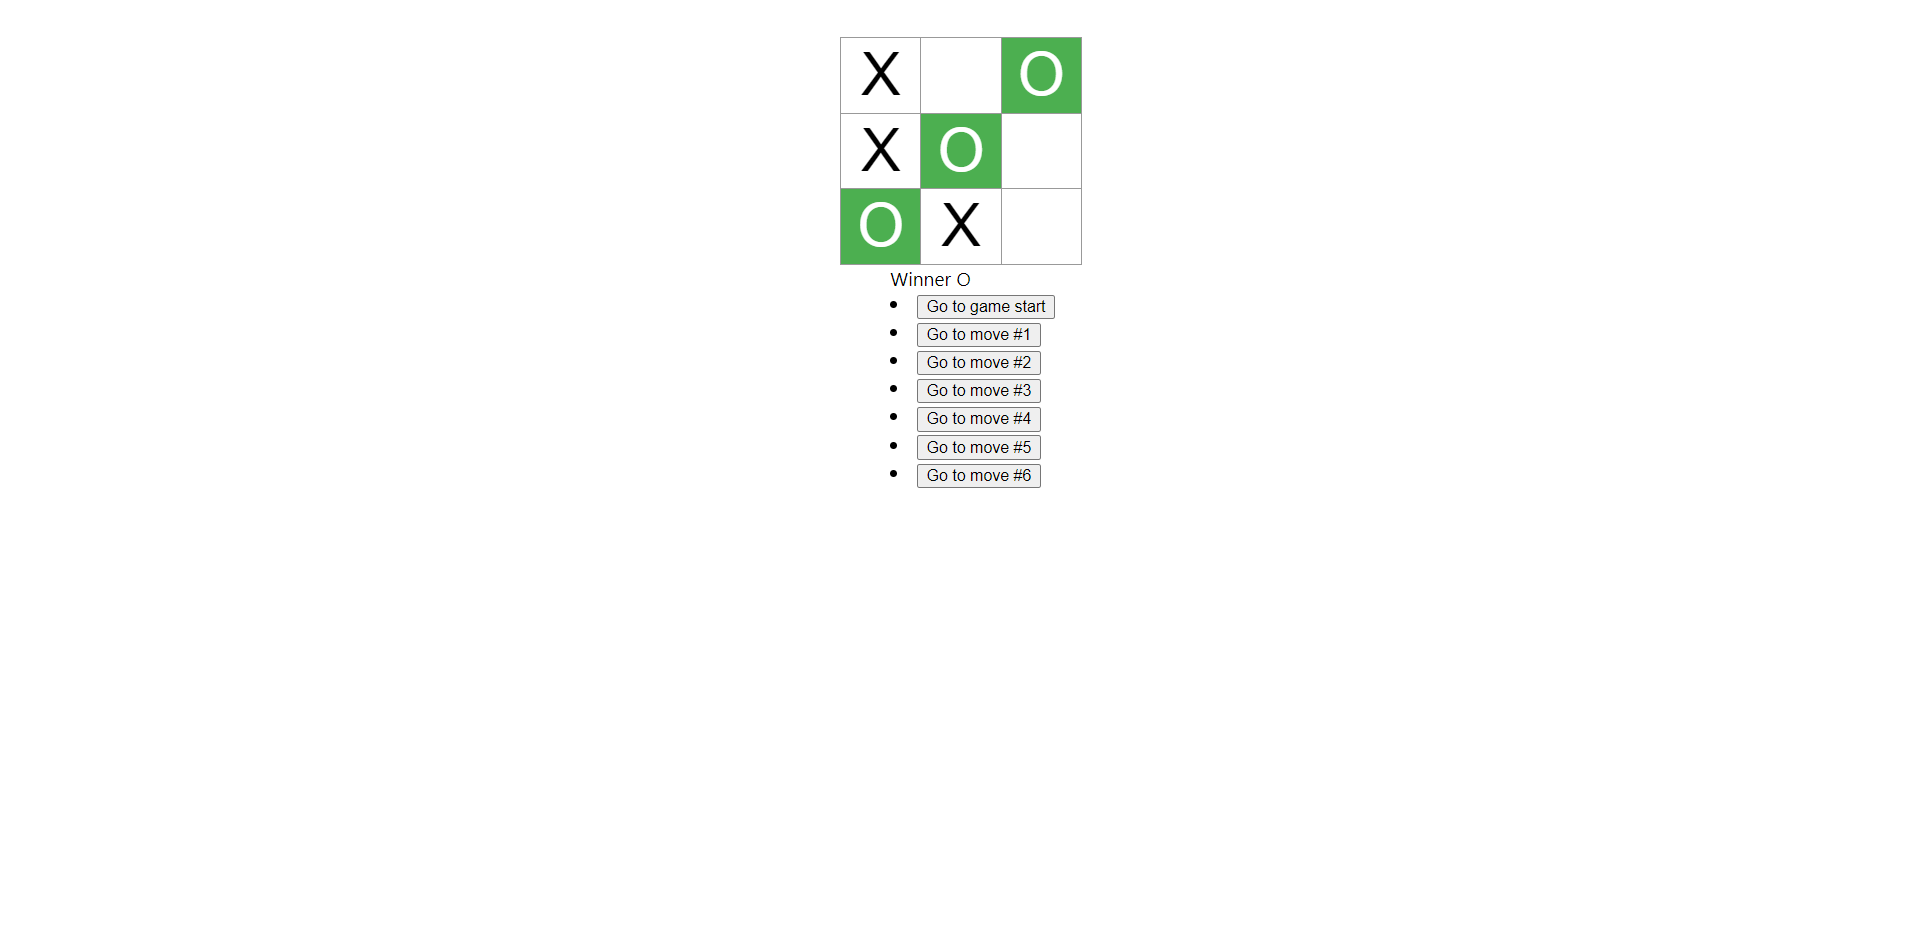 X O
X O
O X
Winner O
Go to game start
Go to move #1
Go to move #2
Go to move #3
Go to move #4
Go to move #5
Go to move #6